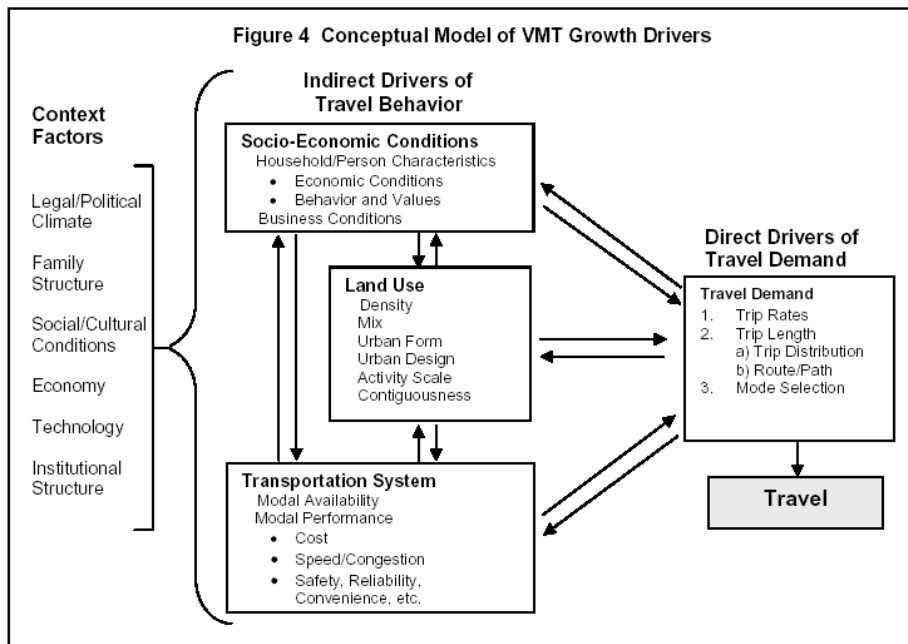 Figure 4  Conceptual Model of VMT Growth Drivers
Context
Factors
Legal/Political
Climate
Family
Structure
Social/Cultural
Conditions
Economy
Technology
Institutional
Structure
Indirect Drivers of
Travel Behavior
Socio-Economic Conditions
Household/Person Characteristics
• Economic Conditions
• Behavior and Values
Business Conditions
Land Use
Density
Mix
Urban Form
Urban Design
Activity Scale
Contiguousness
Transportation System
Modal Availability
Modal Performance
• Cost
• Speed/Congestion
• Safety, Reliability,
Convenience, etc.
Direct Drivers of
Travel Demand
Travel Demand
1. Trip Rates
2. Trip Length
a) Trip Distribution
b) Route/Path
3. Mode Selection
Travel